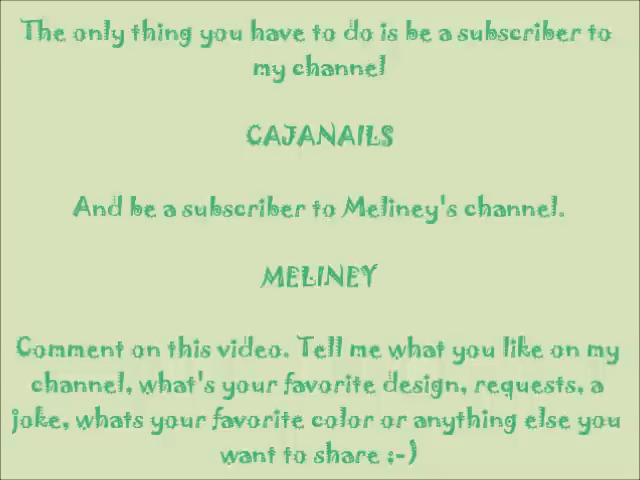 The only thing you have to do is be a subscriber to
my channel
CAJANAILS
And be a subscriber to Meliney's channel.
MELINEY
Comment on this video. Tell me what you like on my
channel, what's your favorite design, requests, a
joke, whats your favorite color or anything else you
want to share ;-)